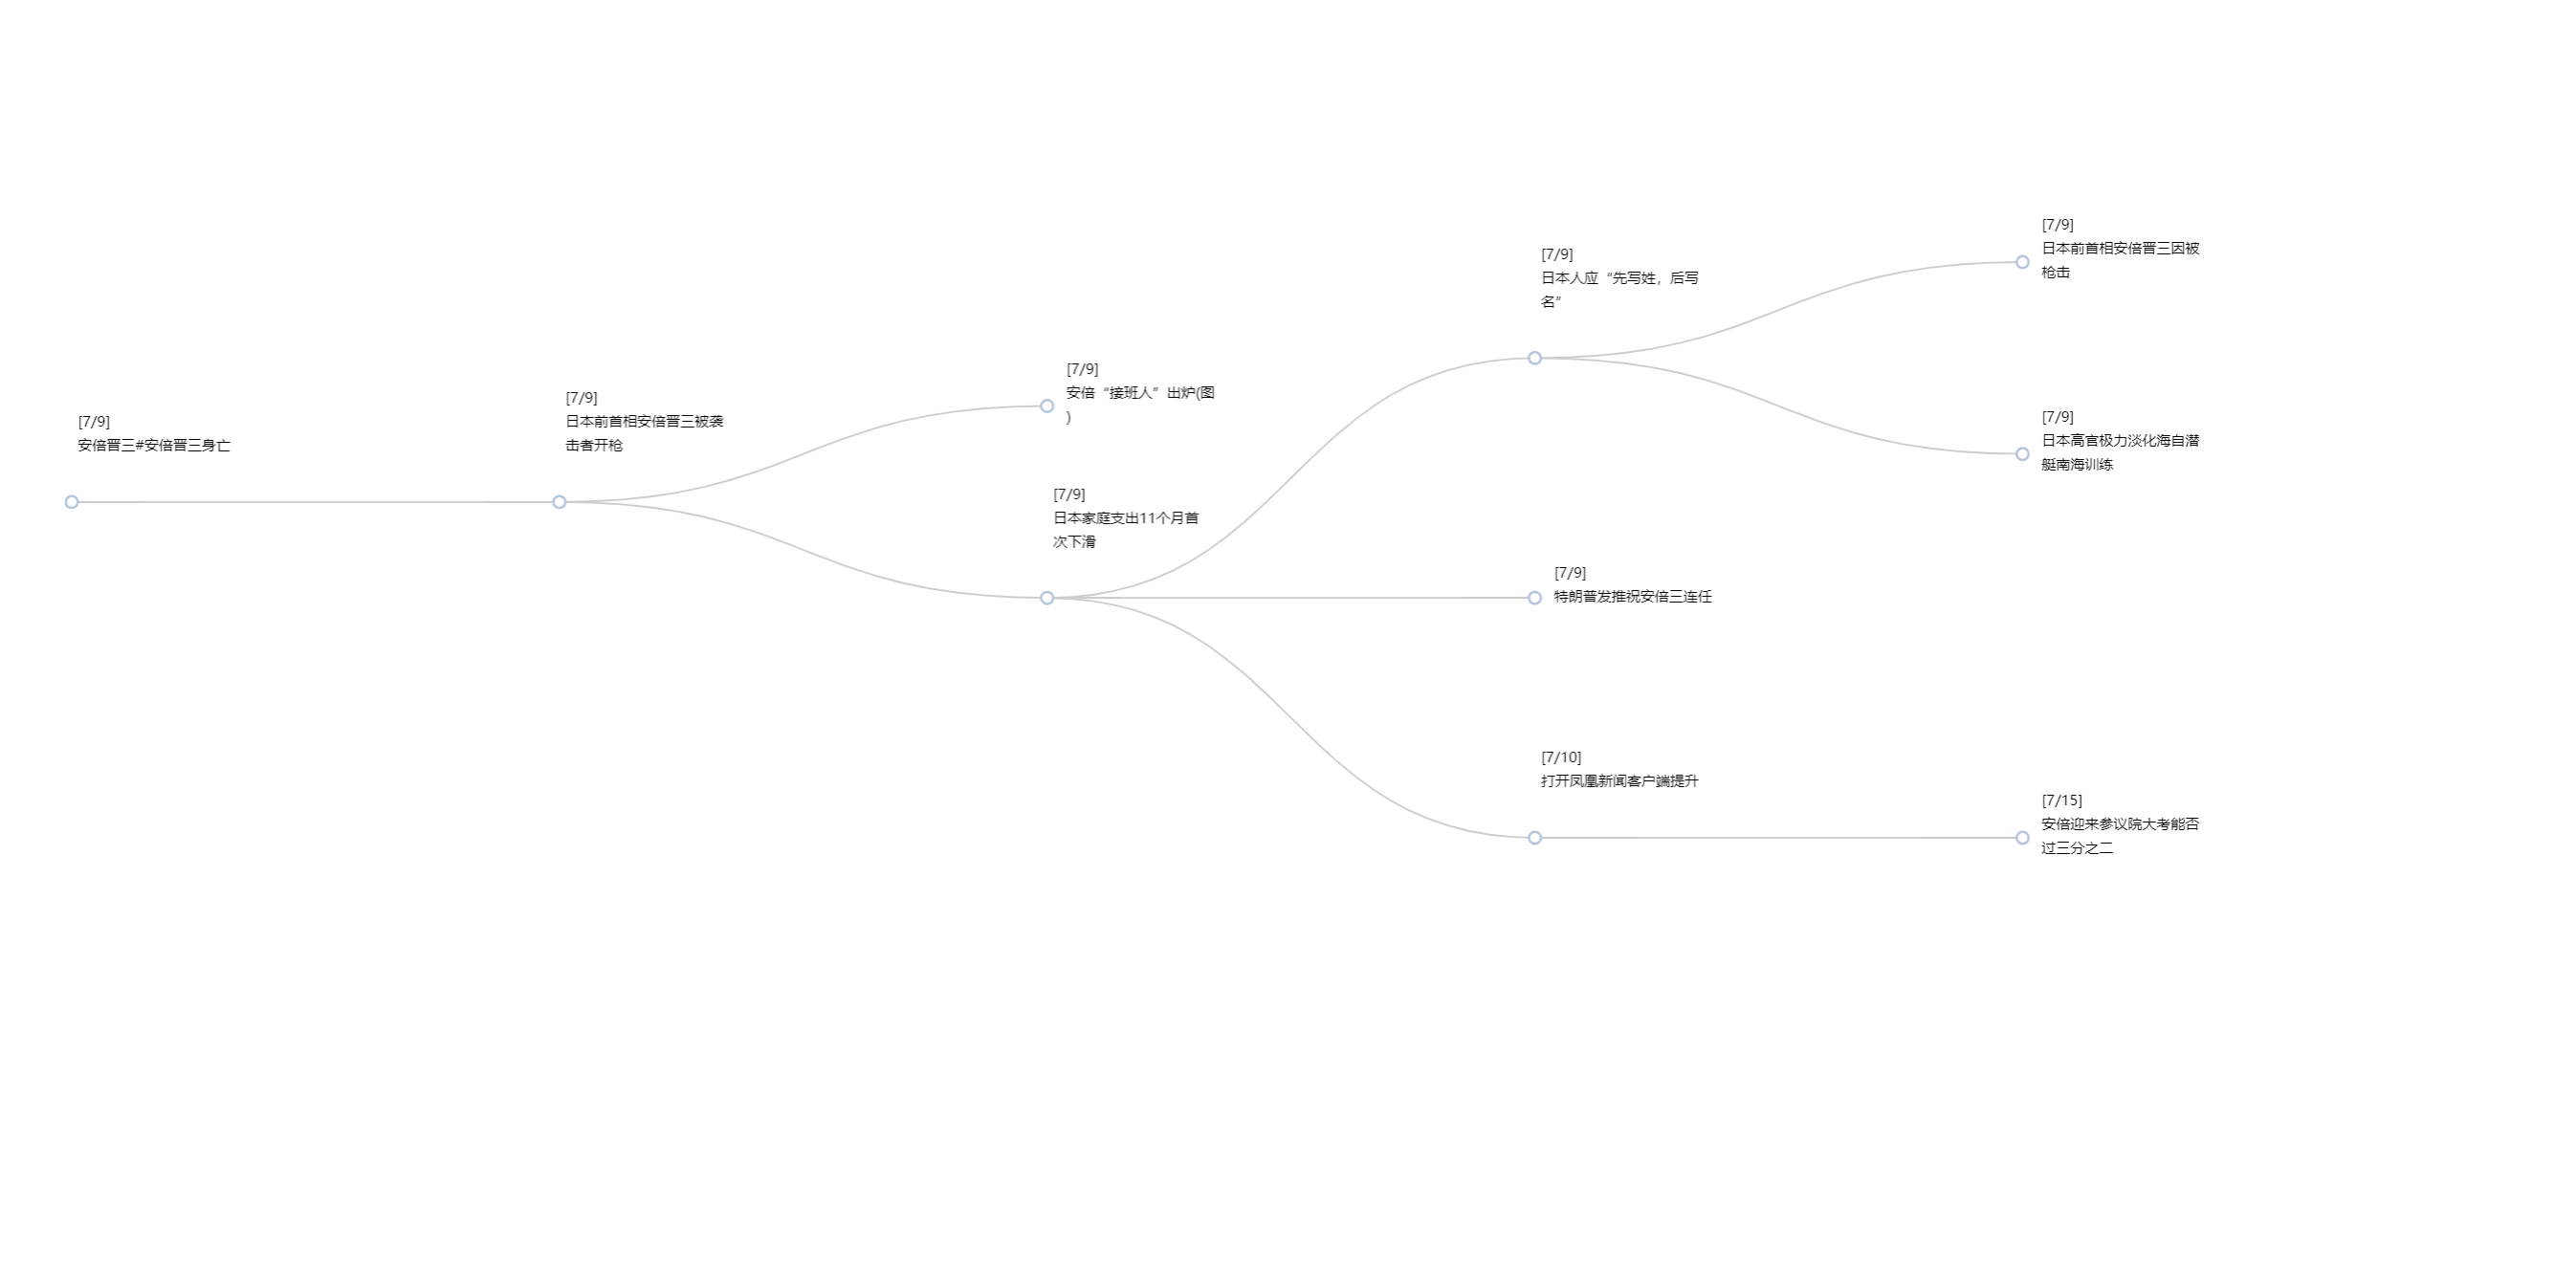 [7/9]
安倍晋三#安倍晋三身亡
[7/9]
日本前首相安倍晋三被袭
击者开枪
[7/9]
安倍“接班人”出炉(图
)
[7/9]
日本家庭支出11个月首
次下滑
[7/9]
日本人应“先写姓，后写
名”
[7/9]
特朗普发推祝安倍三连任
[7/10]
打开凤凰新闻客户端提升
[7/9]
日本前首相安倍晋三因被
枪击
[7/9]
日本高官极力淡化海自潜
艇南海训练
[7/15]
安倍迎来参议院大考能否
过三分之二